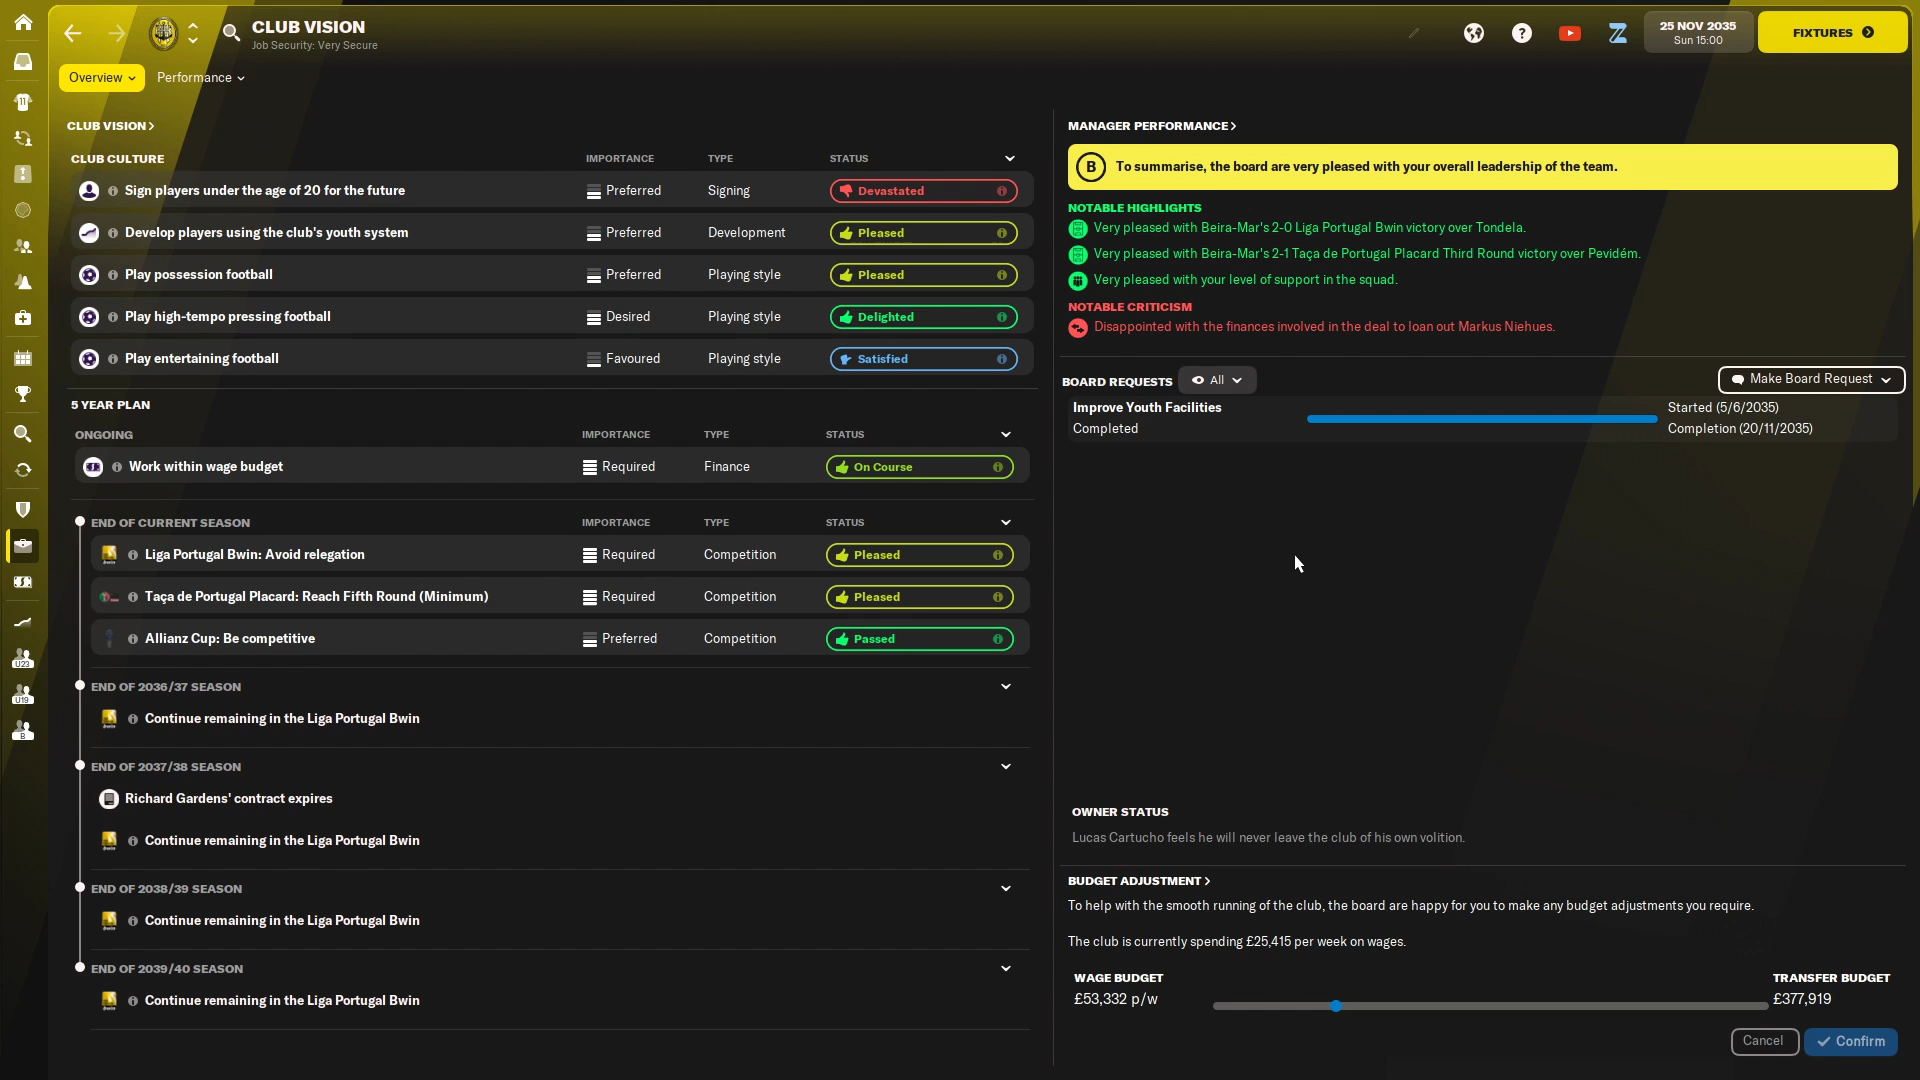 CLUB VISION
Job Security: Very Secure
25 NOV 2035
Sun 15:00
FIXTURES
Overview
Performance
CLUB VISION
CLUB CULTURE IMPORTANCE TYPE STATUS
Sign players under the age of 20 for the future Preferred Signing Devastated
Develop players using the club's youth system Preferred Development Pleased
Play possession football Preferred Playing style Pleased
Play high-tempo pressing football Desired Playing style Delighted
Play entertaining football Favoured Playing style Satisfied
5 YEAR PLAN
ONGOING IMPORTANCE TYPE STATUS
Work within wage budget Required Finance On Course
END OF CURRENT SEASON IMPORTANCE TYPE STATUS
Liga Portugal Bwin: Avoid relegation Required Competition Pleased
Taça de Portugal Placard: Reach Fifth Round (Minimum) Required Competition Pleased
Allianz Cup: Be competitive Preferred Competition Passed
END OF 2036/37 SEASON
Continue remaining in the Liga Portugal Bwin
END OF 2037/38 SEASON
Richard Gardens' contract expires
Continue remaining in the Liga Portugal Bwin
END OF 2038/39 SEASON
Continue remaining in the Liga Portugal Bwin
END OF 2039/40 SEASON
Continue remaining in the Liga Portugal Bwin
MANAGER PERFORMANCE
B To summarise, the board are very pleased with your overall leadership of the team.
NOTABLE HIGHLIGHTS
Very pleased with Beira-Mar's 2-0 Liga Portugal Bwin victory over Tondela.
Very pleased with Beira-Mar's 2-1 Taça de Portugal Placard Third Round victory over Pevidém.
Very pleased with your level of support in the squad.
NOTABLE CRITICISM
Disappointed with the finances involved in the deal to loan out Markus Niehues.
BOARD REQUESTS All Make Board Request
Improve Youth Facilities Started (5/6/2035)
Completed Completion (20/11/2035)
OWNER STATUS
Lucas Cartucho feels he will never leave the club of his own volition.
BUDGET ADJUSTMENT
To help with the smooth running of the club, the board are happy for you to make any budget adjustments you require.
The club is currently spending £25,415 per week on wages.
WAGE BUDGET TRANSFER BUDGET
£53,332 p/w £377,919
Cancel Confirm
U23
U19
B